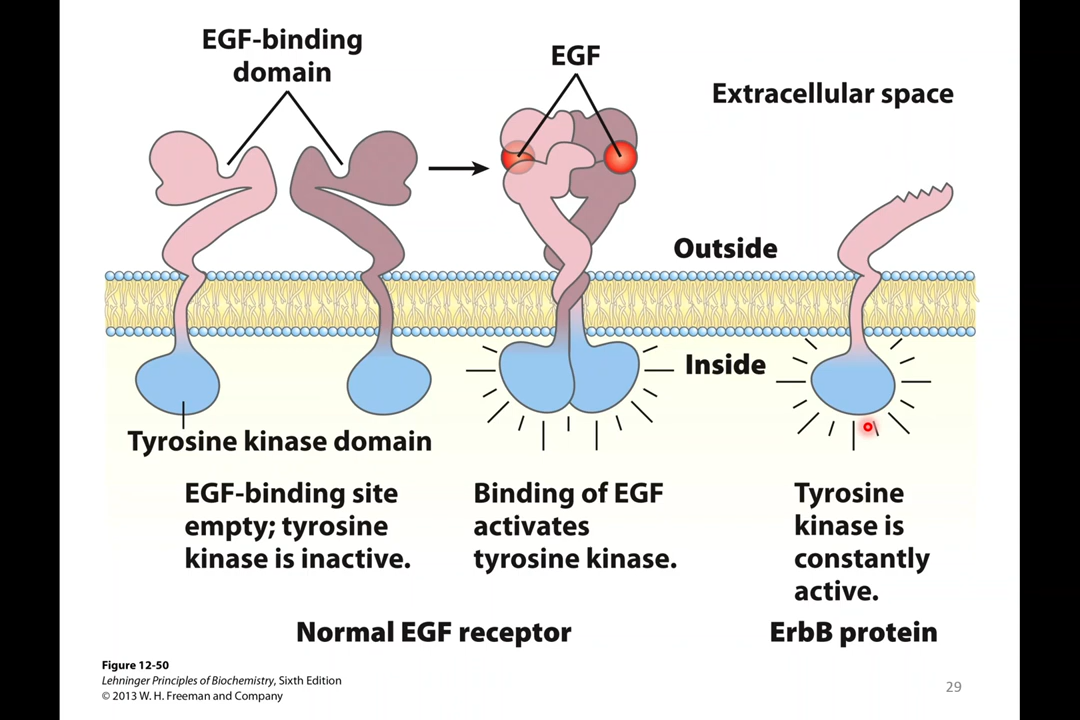 EGF-binding
domain
EGF
Extracellular space
Outside
Inside
Tyrosine kinase domain
EGF-binding site
empty; tyrosine
kinase is inactive.
Binding of EGF
activates
tyrosine kinase.
Tyrosine
kinase is
constantly
active.
Normal EGF receptor
ErbB protein
Figure 12-50
Lehninger Principles of Biochemistry, Sixth Edition
© 2013 W. H. Freeman and Company
29